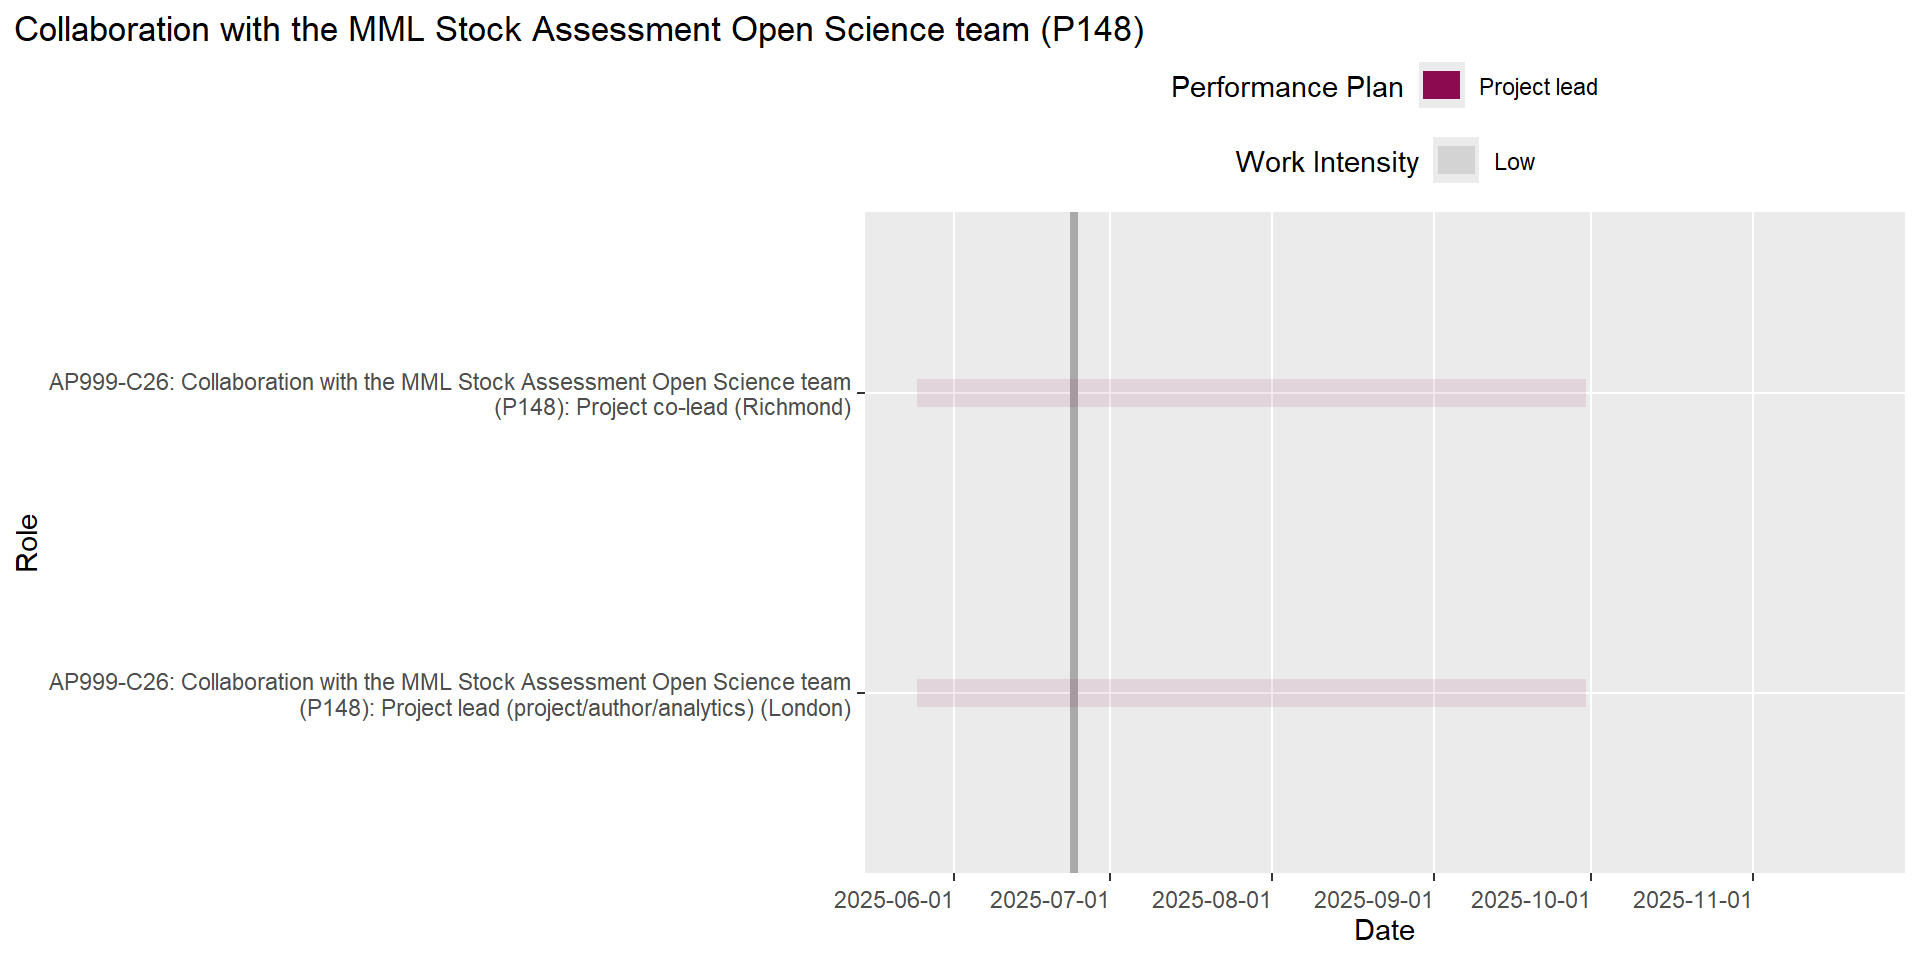 Collaboration with the MML Stock Assessment Open Science team (P148)
Performance Plan
Project lead
Work Intensity
Low
AP999-C26: Collaboration with the MML Stock Assessment Open Science team
(P148): Project co-lead (Richmond)
Role
AP999-C26: Collaboration with the MML Stock Assessment Open Science team
(P148): Project lead (project/author/analytics) (London)
2025-06-01
2025-07-01
2025-08-01
2025-09-01
2025-10-01
2025-11-01
Date